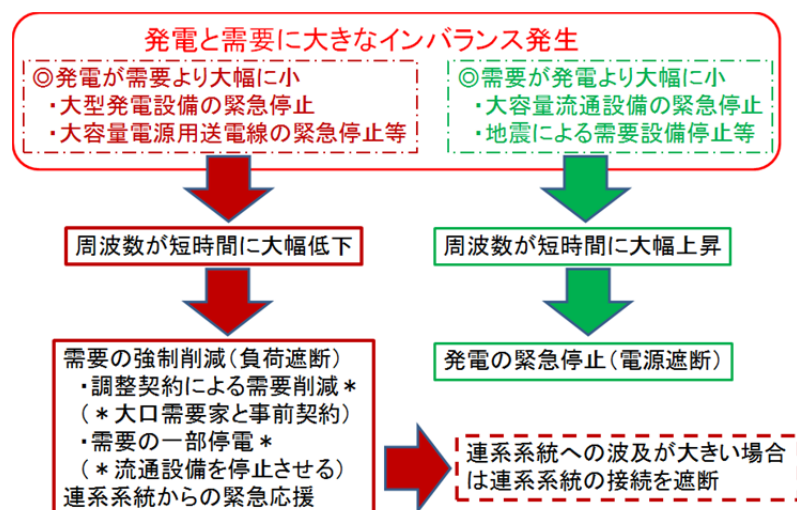 発電と需要に大きなインバランス発生
◎発電が需要より大幅に小
・大型発電設備の緊急停止
・大容量電源用送電線の緊急停止等
◎需要が発電より大幅に小
・大容量流通設備の緊急停止
・地震による需要設備停止等
周波数が短時間に大幅低下
周波数が短時間に大幅上昇
需要の強制削減(負荷遮断)
・調整契約による需要削減*
(*大口需要家と事前契約)
・需要の一部停電*
(*流通設備を停止させる)
連系系統からの緊急応援
発電の緊急停止(電源遮断)
連系系統への波及が大きい場合
は連系系統の接続を遮断